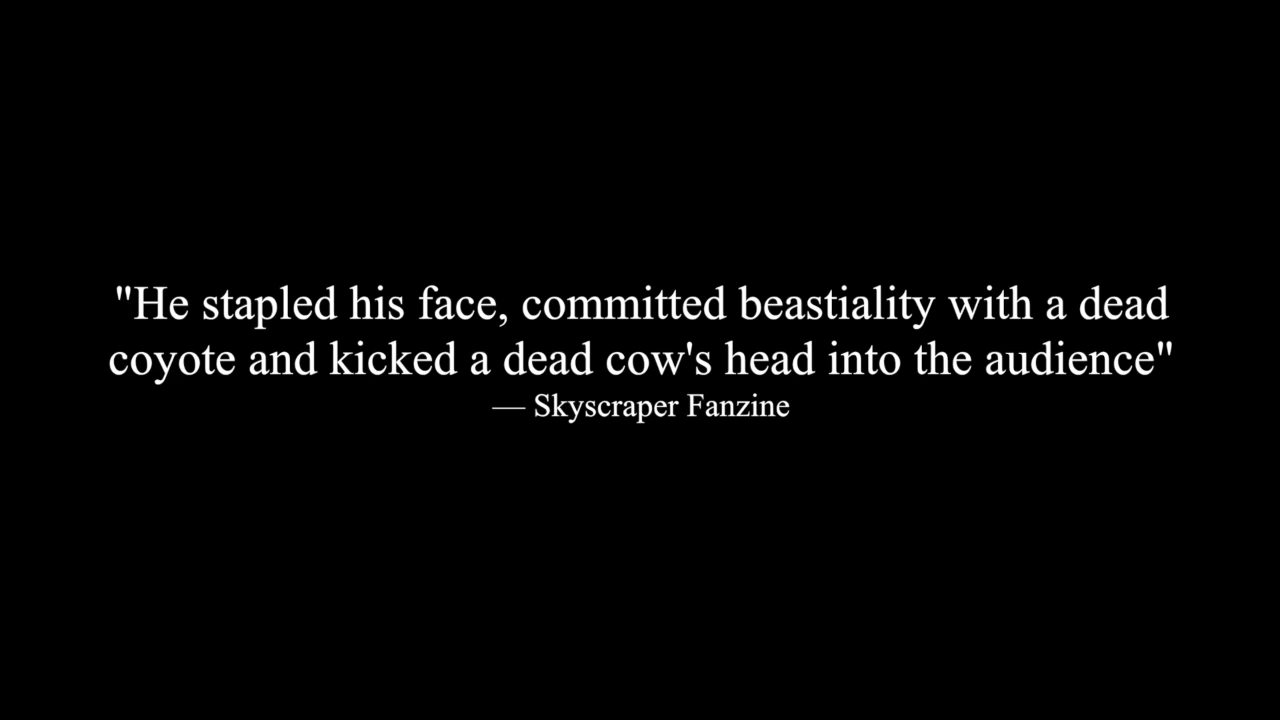 "He stapled his face, committed beastiality with a dead
coyote and kicked a dead cow's head into the audience"
— Skyscraper Fanzine